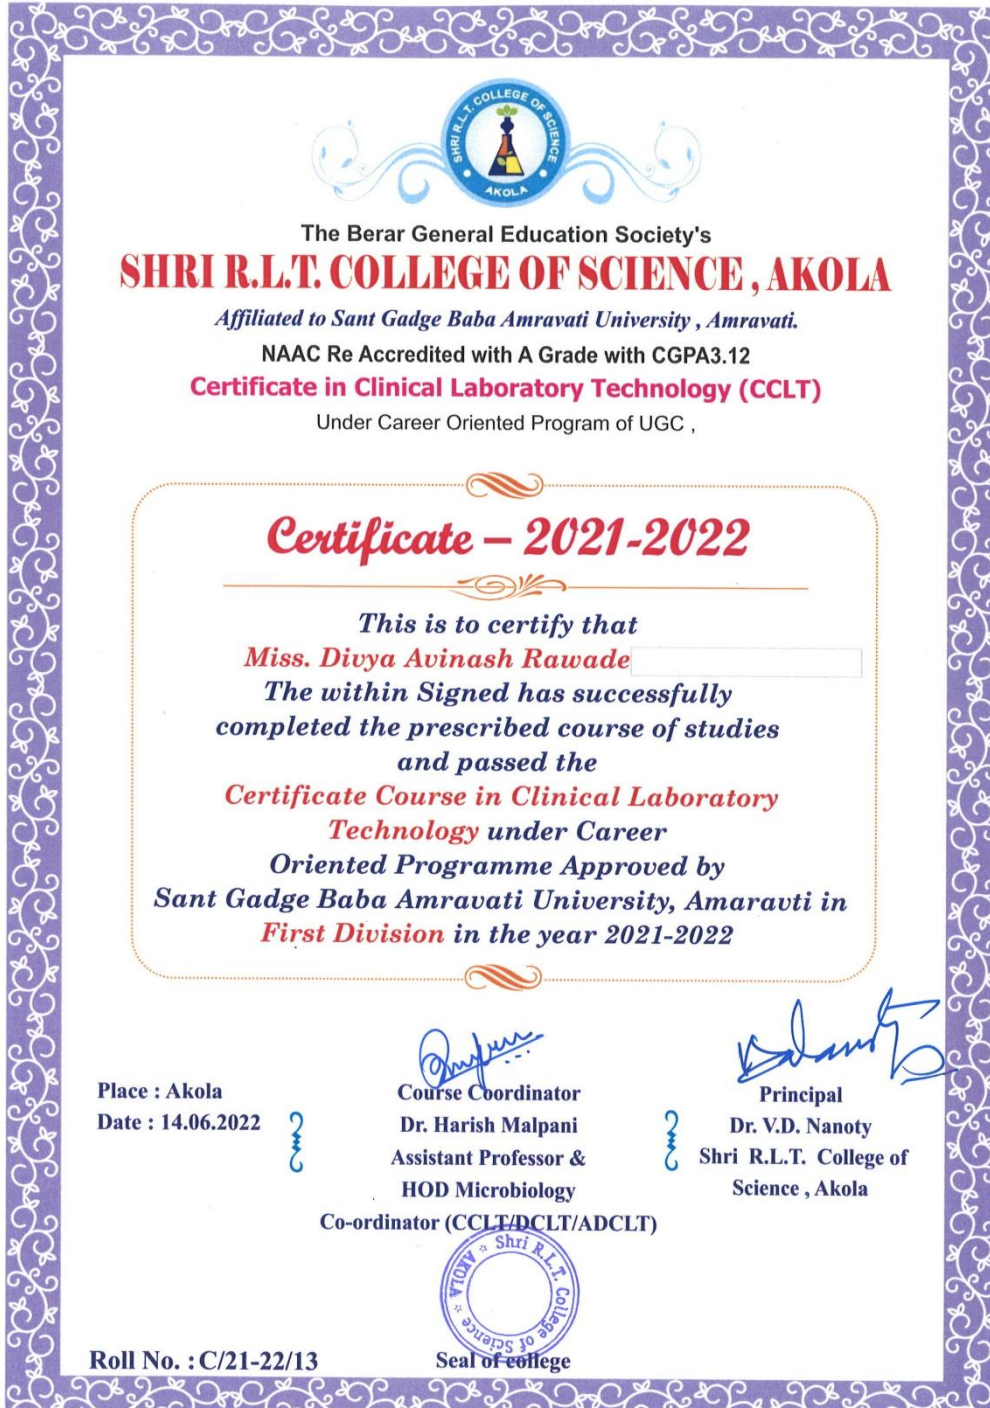 SHRI R.L.T. COLLEGE OF SCIENCE
AKOLA
The Berar General Education Society's
SHRI R.L.T. COLLEGE OF SCIENCE , AKOLA
Affiliated to Sant Gadge Baba Amravati University , Amravati.
NAAC Re Accredited with A Grade with CGPA3.12
Certificate in Clinical Laboratory Technology (CCLT)
Under Career Oriented Program of UGC ,
Certificate – 2021-2022
This is to certify that
Miss. Divya Avinash Rawade
The within Signed has successfully
completed the prescribed course of studies
and passed the
Certificate Course in Clinical Laboratory
Technology under Career
Oriented Programme Approved by
Sant Gadge Baba Amravati University, Amaravti in
First Division in the year 2021-2022
Place : Akola
Date : 14.06.2022
Course Coordinator
Dr. Harish Malpani
Assistant Professor &
HOD Microbiology
Co-ordinator (CCLT/DCLT/ADCLT)
Principal
Dr. V.D. Nanoty
Shri R.L.T. College of
Science , Akola
Shri R.L.T. College of Science
AKOLA
Roll No. : C/21-22/13
Seal of college